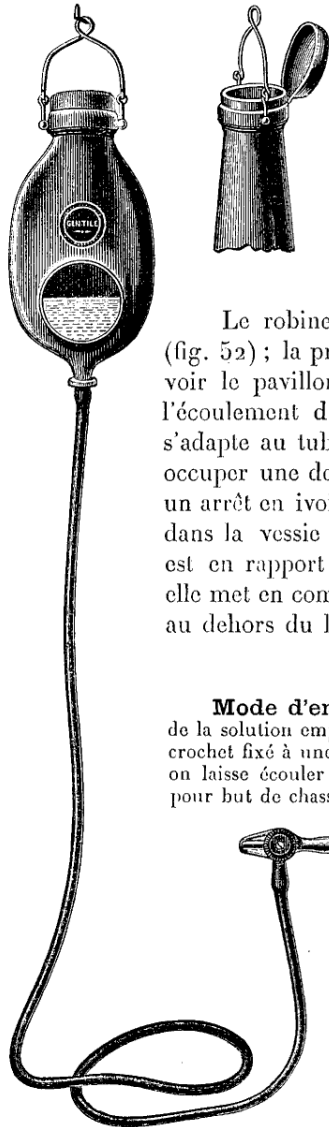 GENTILE
Le robine
(fig. 52) ; la pr
voir le pavillon
l'écoulement d
s'adapte au tub
occuper une do
un arrêt en ivoi
dans la vessie
est en rapport
elle met en com
au dehors du l
Mode d'em
de la solution em
crochet fixé à une
on laisse écouler
pour but de chass